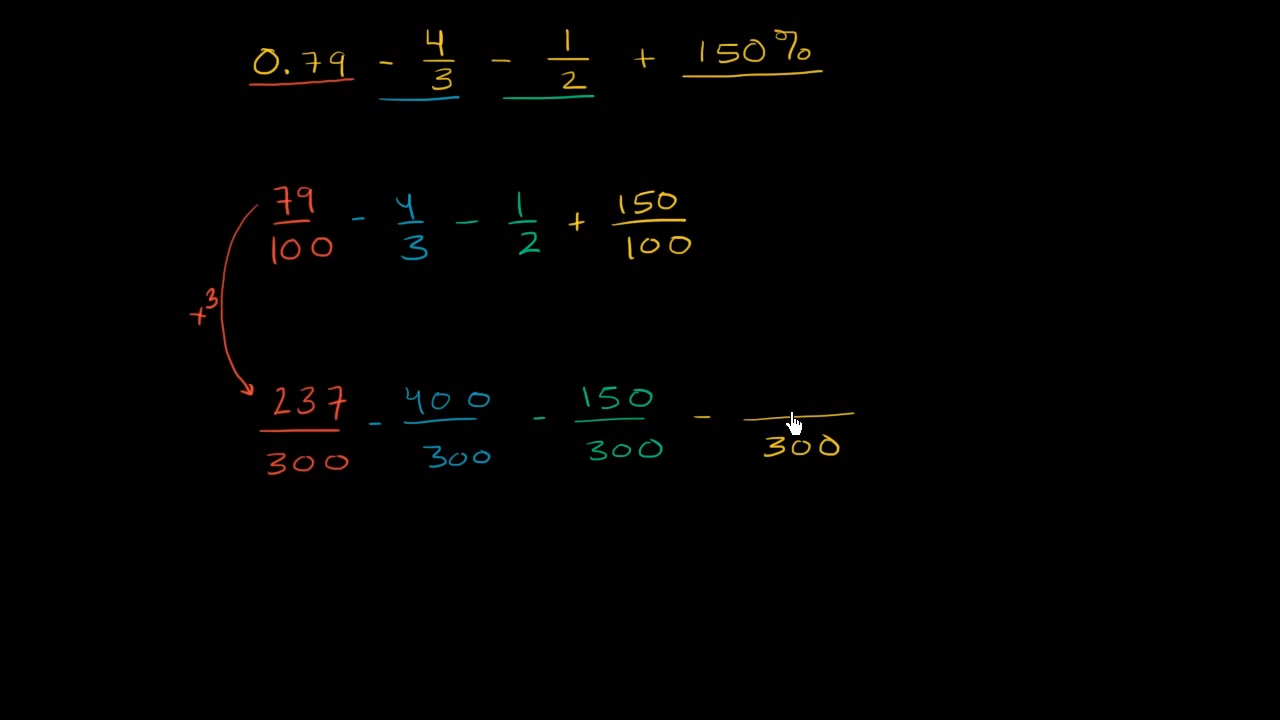 0.79 - 4/3 - 1/2 + 150%
79/100 - 4/3 - 1/2 + 150/100
×3
237/300 - 400/300 - 150/300 - /300